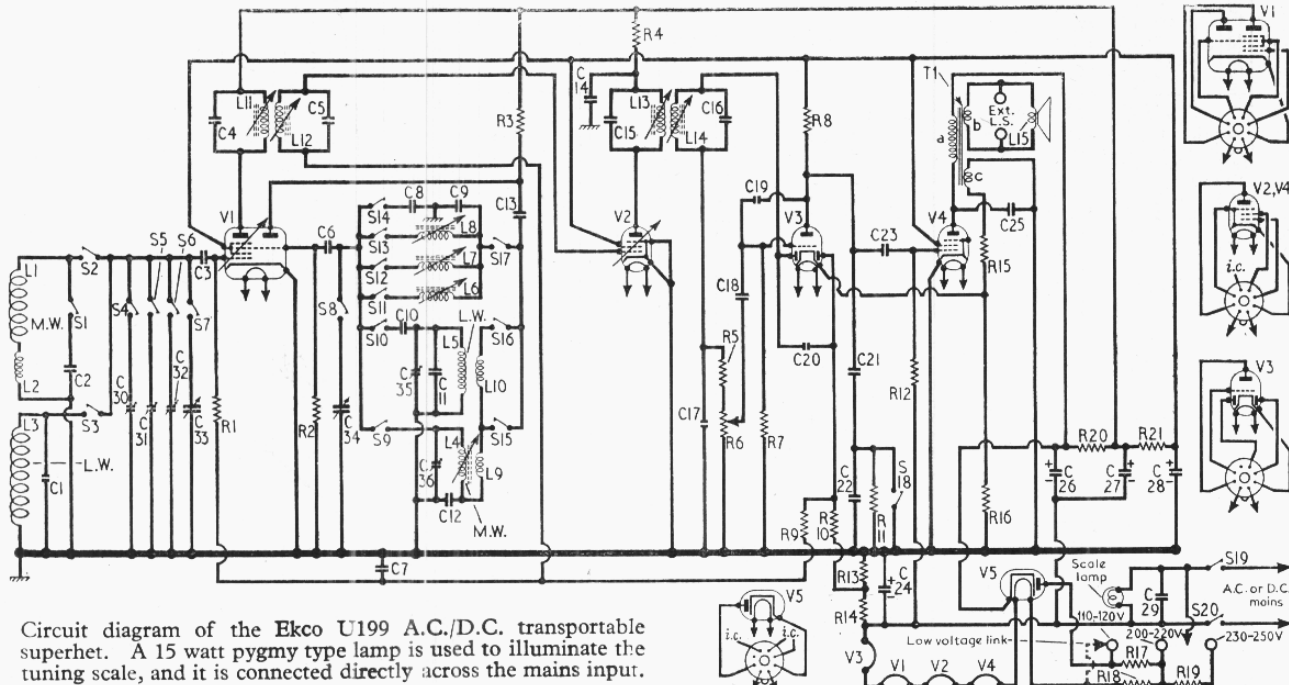 R4
V1
L11
C4
C5
L12
C14
L13
C15
C16
L14
R3
R8
T1
a
b
Ext.
L.S.
L15
c
V1
C8
C9
C13
C19
V3
V4
C25
V2,V4
i.c.
S14
L8
S13
L7
S17
S12
L6
S11
C6
V2
C23
R15
S5
S6
C3
S2
L1
M.W.
S1
S4
S7
S8
S10
C10
L.W.
L5
S16
C18
C20
C21
R5
R12
V3
L2
C2
C30
C31
C32
C33
R1
R2
C34
C35
C11
L10
S9
L4
S15
C36
L9
C12
M.W.
C17
R6
R7
L3
S3
L.W.
C1
C22
R11
S18
R16
R20
R21
C26
C27
C28
R9
R10
C7
R13
R14
C24
V5
V5
i.c.
i.c.
Scale
lamp
C29
S19
A.C. or D.C.
mains
S20
110-120V
200-220V
230-250V
Low voltage link
R17
R18
R19
V3
V1
V2
V4
Circuit diagram of the Ekco U199 A.C./D.C. transportable
superhet. A 15 watt pygmy type lamp is used to illuminate the
tuning scale, and it is connected directly across the mains input.